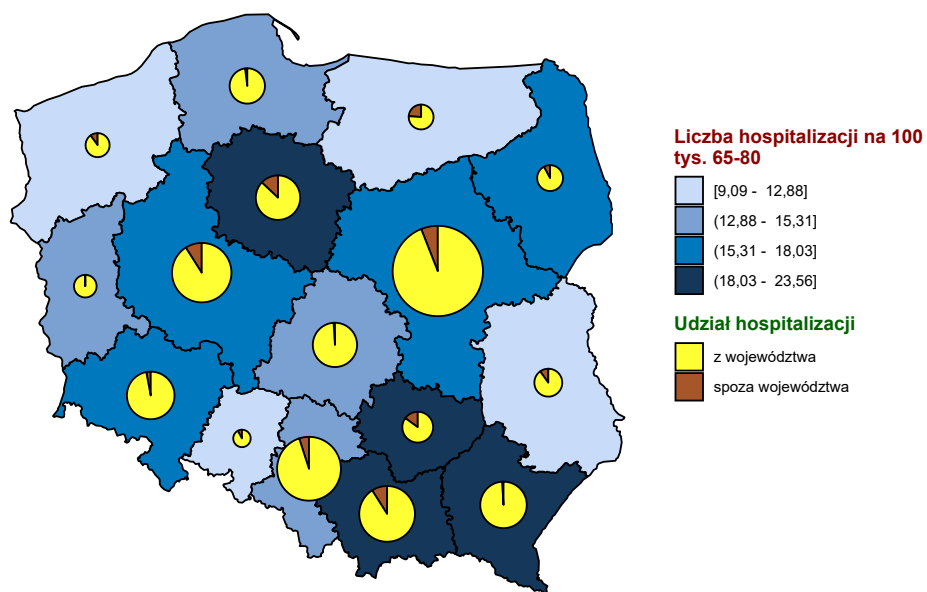 Liczba hospitalizacji na 100
tys. 65-80
[9,09 - 12,88]
(12,88 - 15,31]
(15,31 - 18,03]
(18,03 - 23,56]
Udział hospitalizacji
z województwa
spoza województwa